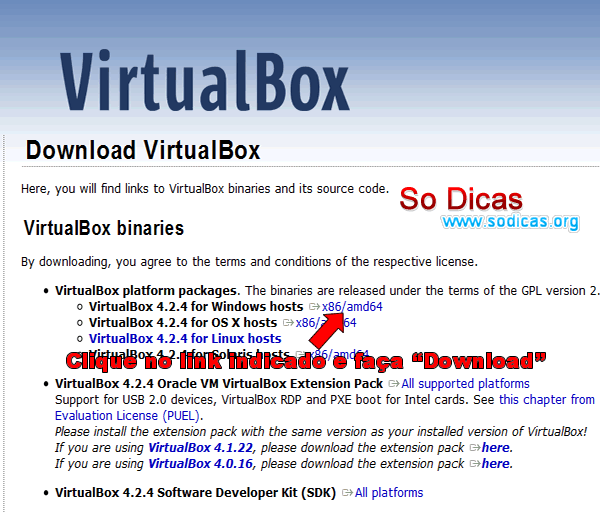 VirtualBox
Download VirtualBox
Here, you will find links to VirtualBox binaries and its source code.
So Dicas
www.sodicas.org
VirtualBox binaries
By downloading, you agree to the terms and conditions of the respective license.
VirtualBox platform packages. The binaries are released under the terms of the GPL version 2.
VirtualBox 4.2.4 for Windows hosts x86/amd64
VirtualBox 4.2.4 for OS X hosts x86/amd64
VirtualBox 4.2.4 for Linux hosts
VirtualBox 4.2.4 for Solaris hosts x86/amd64
Clique no link indicado e faça “Download”
VirtualBox 4.2.4 Oracle VM VirtualBox Extension Pack All supported platforms
Support for USB 2.0 devices, VirtualBox RDP and PXE boot for Intel cards. See this chapter from
Evaluation License (PUEL).
Please install the extension pack with the same version as your installed version of VirtualBox!
If you are using VirtualBox 4.1.22, please download the extension pack here.
If you are using VirtualBox 4.0.16, please download the extension pack here.
VirtualBox 4.2.4 Software Developer Kit (SDK) All platforms